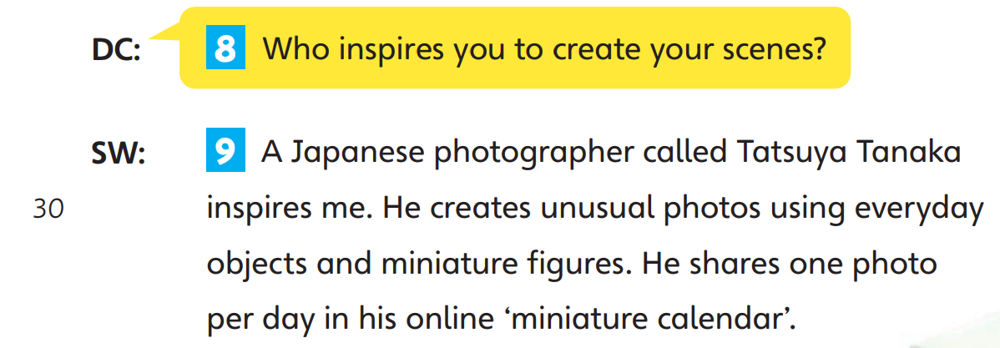 DC: 8 Who inspires you to create your scenes?
SW: 9 A Japanese photographer called Tatsuya Tanaka
30 inspires me. He creates unusual photos using everyday
objects and miniature figures. He shares one photo
per day in his online ‘miniature calendar’.